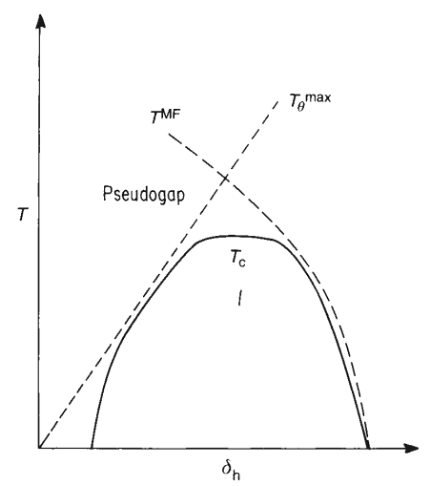 T_θ^max
T^MF
Pseudogap
T
T_c
l
δ_h